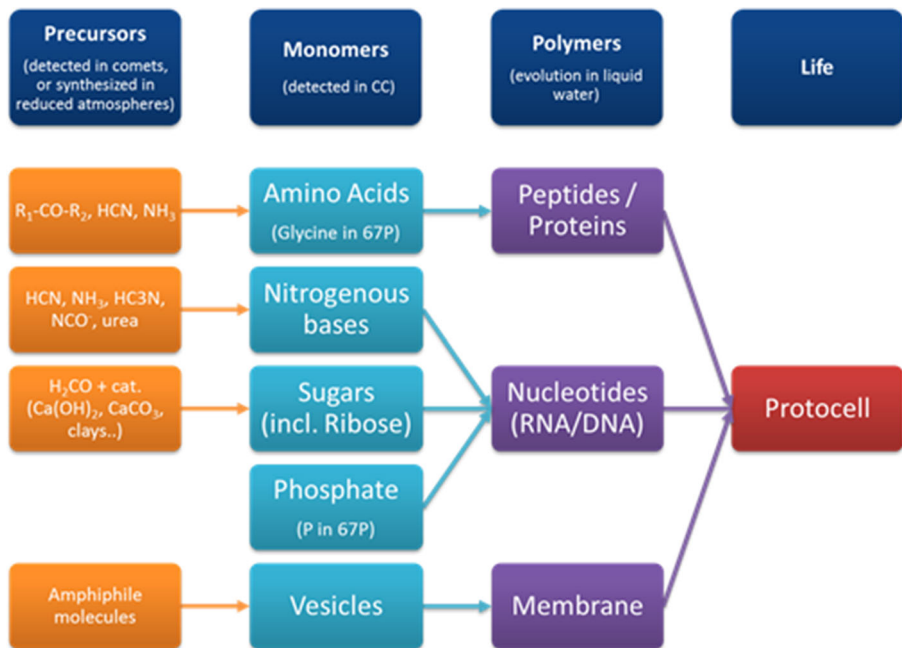 Precursors
(detected in comets,
or synthesized in
reduced atmospheres)
Monomers
(detected in CC)
Polymers
(evolution in liquid
water)
Life
R₁-CO-R₂, HCN, NH₃
Amino Acids
(Glycine in 67P)
Peptides /
Proteins
HCN, NH₃, HC3N,
NCO⁻, urea
Nitrogenous
bases
H₂CO + cat.
(Ca(OH)₂, CaCO₃,
clays..)
Sugars
(incl. Ribose)
Nucleotides
(RNA/DNA)
Protocell
Phosphate
(P in 67P)
Amphiphile
molecules
Vesicles
Membrane